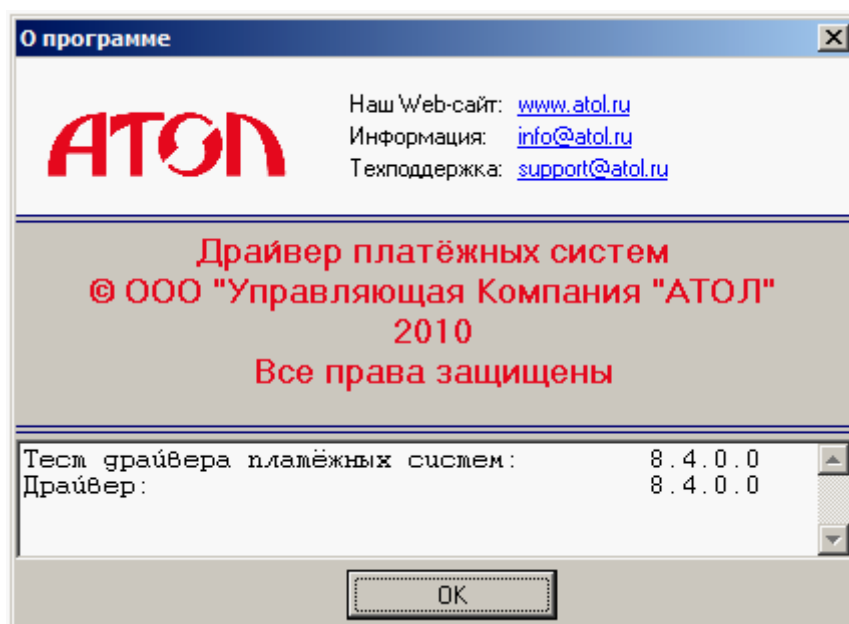 О программе
АТОЛ
Наш Web-сайт: www.atol.ru
Информация: info@atol.ru
Техподдержка: support@atol.ru
Драйвер платёжных систем
© ООО "Управляющая Компания "АТОЛ"
2010
Все права защищены
Тест драйвера платёжных систем: 8.4.0.0
Драйвер: 8.4.0.0
OK